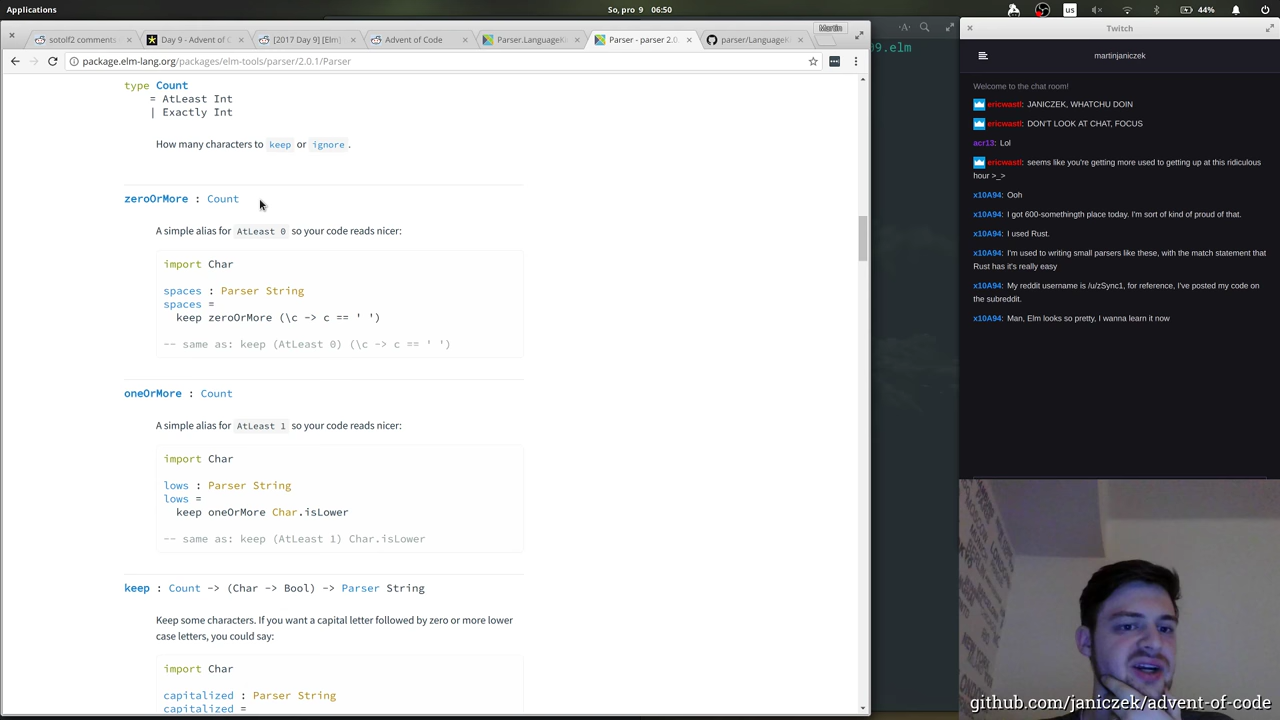 Applications
So, pro 9 06:50
us
44%
Martin
sotolf2 comment
Day 9 - Adven
2017 Day 9] [Elm]
Advent of Code
Parser.Language
Parser - parser 2.0.
parser/Language
package.elm-lang.org/packages/elm-tools/parser/2.0.1/Parser
type Count
= AtLeast Int
| Exactly Int
How many characters to keep or ignore.
zeroOrMore : Count
A simple alias for AtLeast 0 so your code reads nicer:
import Char
spaces : Parser String
spaces =
keep zeroOrMore (\c -> c == ' ')
-- same as: keep (AtLeast 0) (\c -> c == ' ')
oneOrMore : Count
A simple alias for AtLeast 1 so your code reads nicer:
import Char
lows : Parser String
lows =
keep oneOrMore Char.isLower
-- same as: keep (AtLeast 1) Char.isLower
keep : Count -> (Char -> Bool) -> Parser String
Keep some characters. If you want a capital letter followed by zero or more lower
case letters, you could say:
import Char
capitalized : Parser String
capitalized =
9.elm
Twitch
martinjaniczek
Welcome to the chat room!
ericwastl: JANICZEK, WHATCHU DOIN
ericwastl: DON'T LOOK AT CHAT, FOCUS
acr13: Lol
ericwastl: seems like you're getting more used to getting up at this ridiculous
hour >_>
x10A94: Ooh
x10A94: I got 600-somethingth place today. I'm sort of kind of proud of that.
x10A94: I used Rust.
x10A94: I'm used to writing small parsers like these, with the match statement that
Rust has it's really easy
x10A94: My reddit username is /u/zSync1, for reference, I've posted my code on
the subreddit.
x10A94: Man, Elm looks so pretty, I wanna learn it now
github.com/janiczek/advent-of-code